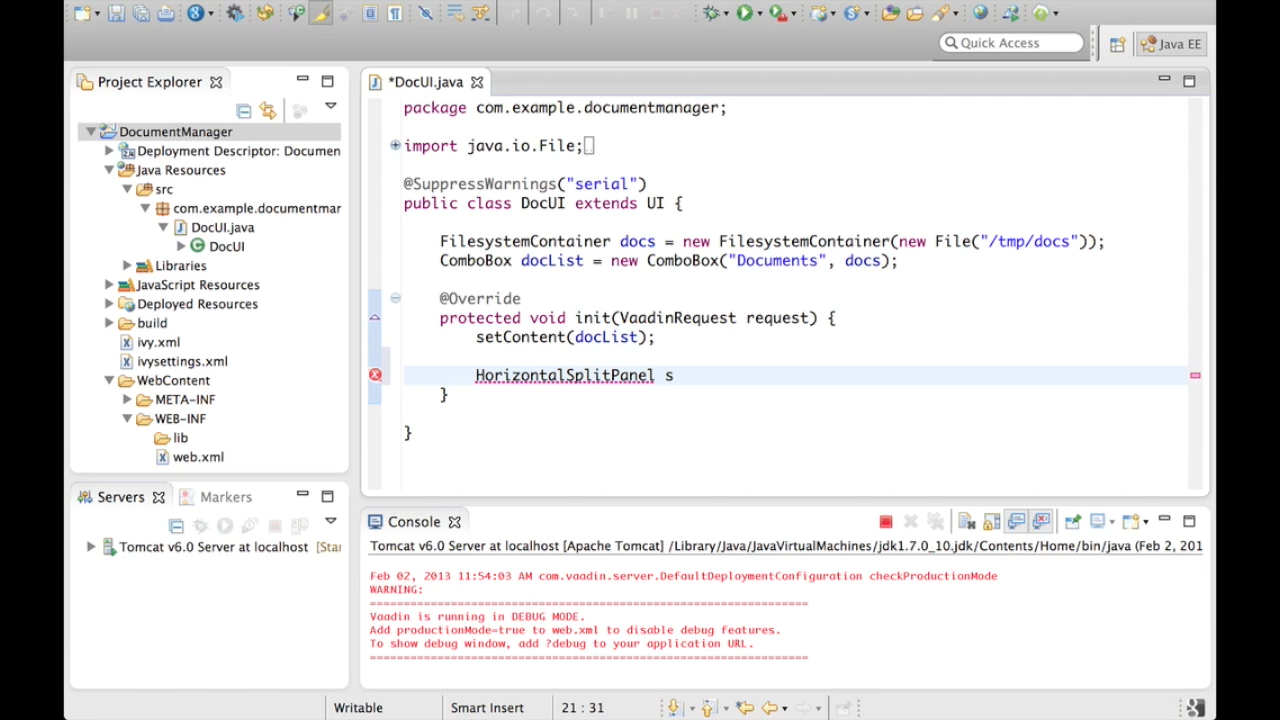 Quick Access
Java EE
Project Explorer
DocumentManager
Deployment Descriptor: Documen
Java Resources
src
com.example.documentmar
DocUI.java
DocUI
Libraries
JavaScript Resources
Deployed Resources
build
ivy.xml
ivysettings.xml
WebContent
META-INF
WEB-INF
lib
web.xml
*DocUI.java
package com.example.documentmanager;
import java.io.File;
@SuppressWarnings("serial")
public class DocUI extends UI {
FilesystemContainer docs = new FilesystemContainer(new File("/tmp/docs"));
ComboBox docList = new ComboBox("Documents", docs);
@Override
protected void init(VaadinRequest request) {
setContent(docList);
HorizontalSplitPanel s
}
}
Servers
Markers
Tomcat v6.0 Server at localhost [Star
Console
Tomcat v6.0 Server at localhost [Apache Tomcat] /Library/Java/JavaVirtualMachines/jdk1.7.0_10.jdk/Contents/Home/bin/java (Feb 2, 201
Feb 02, 2013 11:54:03 AM com.vaadin.server.DefaultDeploymentConfiguration checkProductionMode
WARNING:
=================================================================
Vaadin is running in DEBUG MODE.
Add productionMode=true to web.xml to disable debug features.
To show debug window, add ?debug to your application URL.
=================================================================
Writable
Smart Insert
21 : 31